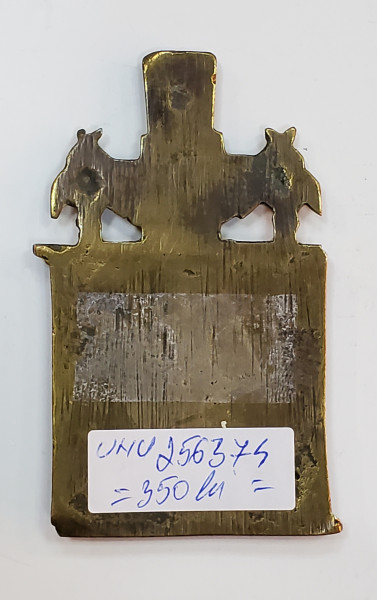 UNU 256374
= 350 lei =